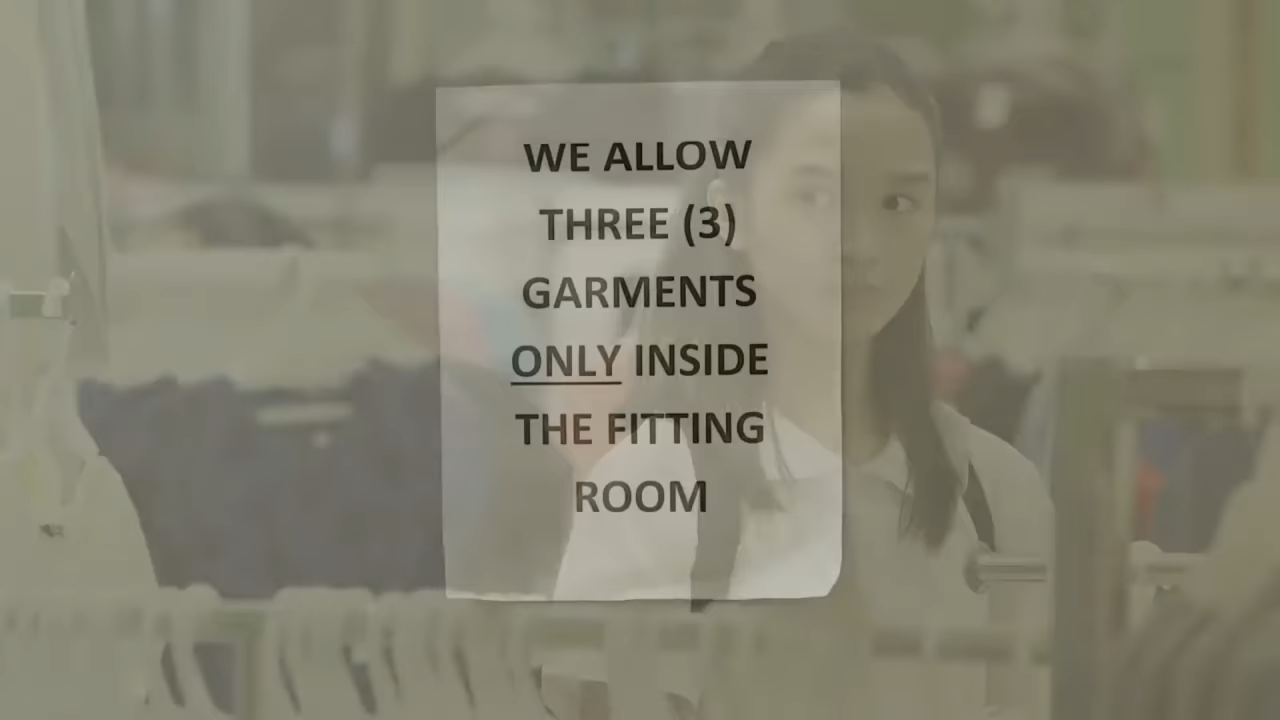 WE ALLOW
THREE (3)
GARMENTS
ONLY INSIDE
THE FITTING
ROOM